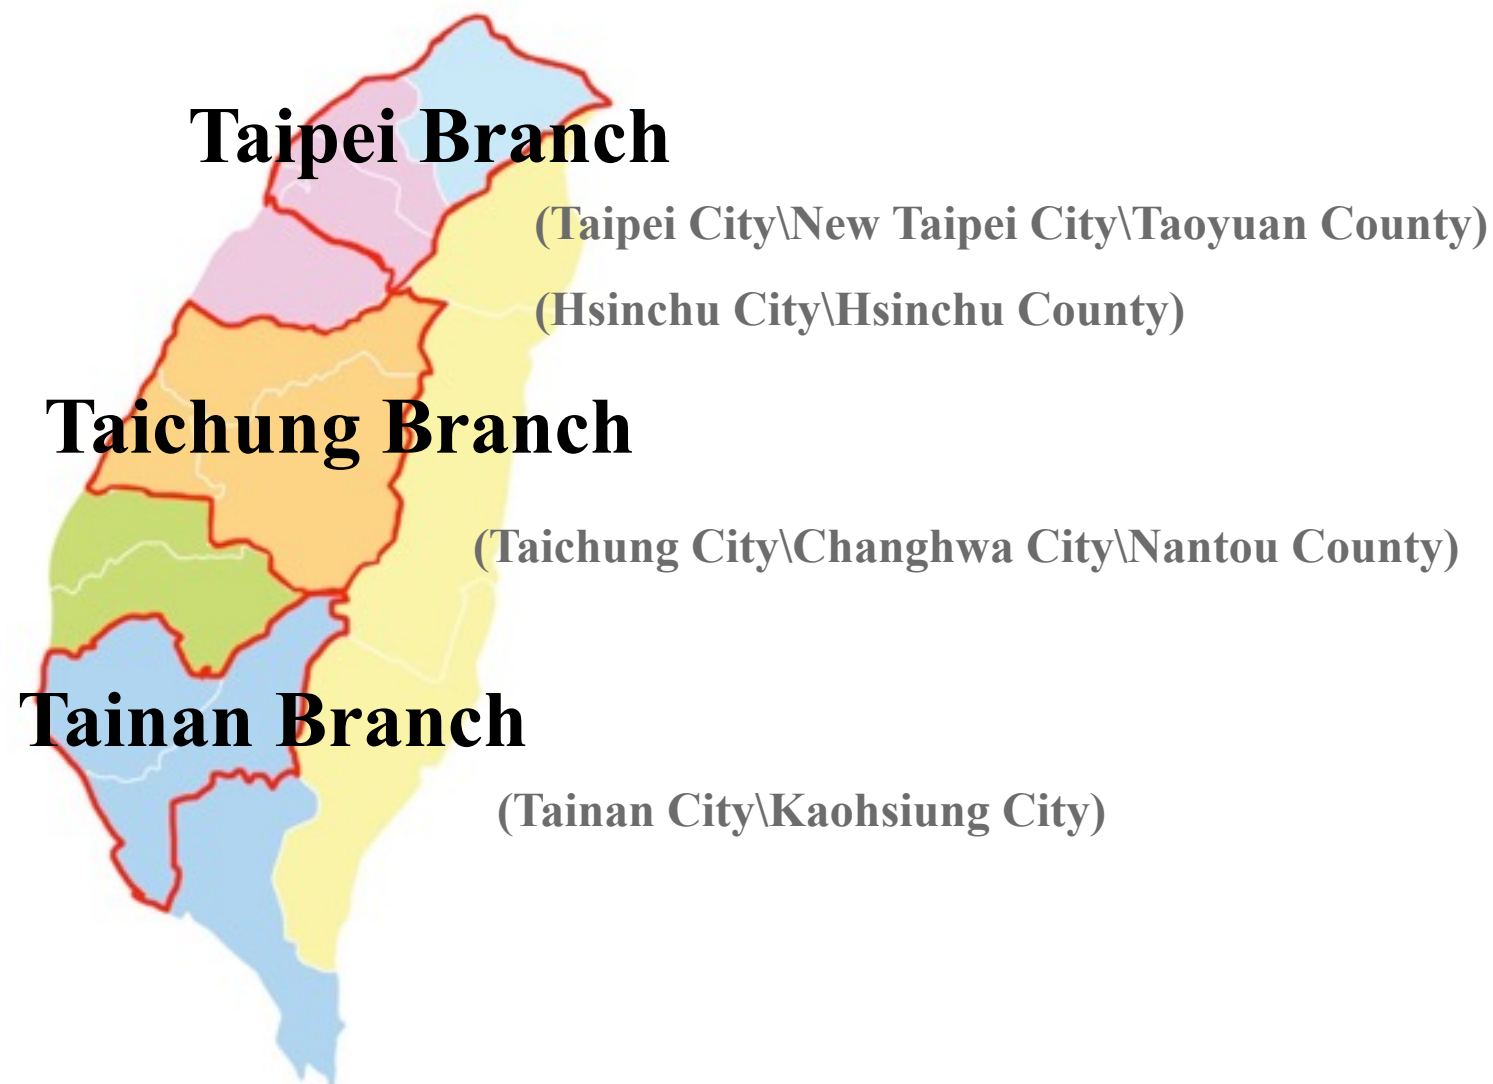 Taipei Branch
(Taipei City\New Taipei City\Taoyuan County)
(Hsinchu City\Hsinchu County)
Taichung Branch
(Taichung City\Changhwa City\Nantou County)
Tainan Branch
(Tainan City\Kaohsiung City)